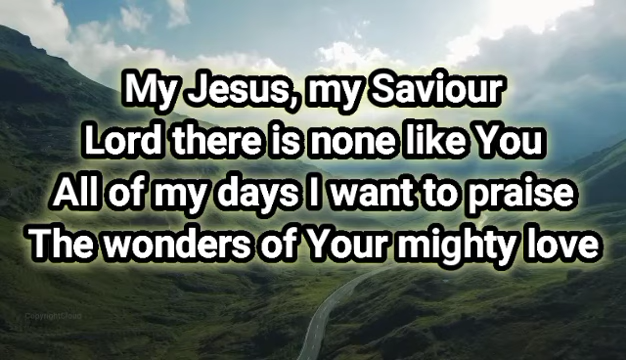 My Jesus, my Saviour
Lord there is none like You
All of my days I want to praise
The wonders of Your mighty love